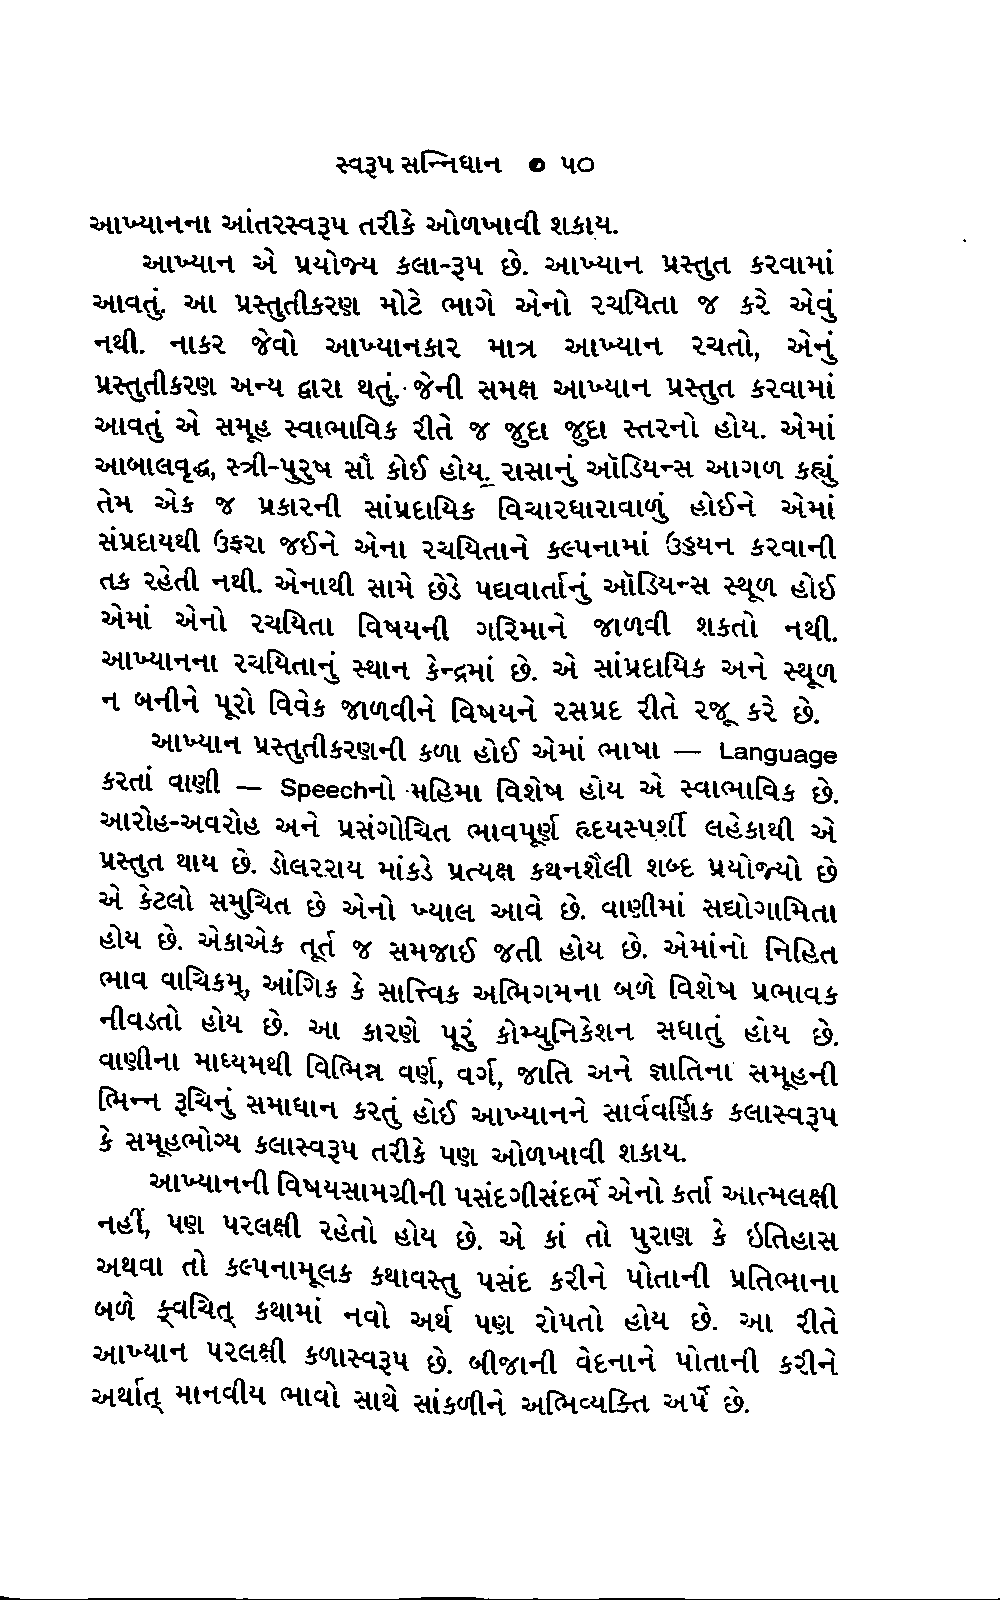 સ્વરૂપ સન્નિધાન ૦ ૫૦
આખ્યાનના આંતરસ્વરૂપ તરીકે ઓળખાવી શકાય.
આખ્યાન એ પ્રયોજ્ય કલા-રૂપ છે. આખ્યાન પ્રસ્તુત કરવામાં
આવતું. આ પ્રસ્તુતીકરણ મોટે ભાગે એનો રચયિતા જ કરે એવું
નથી. નાકર જેવો આખ્યાનકાર માત્ર આખ્યાન રચતો, એનું
પ્રસ્તુતીકરણ અન્ય દ્વારા થતું. જેની સમક્ષ આખ્યાન પ્રસ્તુત કરવામાં
આવતું એ સમૂહ સ્વાભાવિક રીતે જ જુદા જુદા સ્તરનો હોય. એમાં
આબાલવૃદ્ધ, સ્ત્રી-પુરુષ સૌ કોઈ હોય. રાસાનું ઑડિયન્સ આગળ કહ્યું
તેમ એક જ પ્રકારની સાંપ્રદાયિક વિચારધારાવાળું હોઈને એમાં
સંપ્રદાયથી ઉફરા જઈને એના રચયિતાને કલ્પનામાં ઉડ્ડયન કરવાની
તક રહેતી નથી. એનાથી સામે છેડે પદ્યવાર્તાનું ઑડિયન્સ સ્થૂળ હોઈ
એમાં એનો રચયિતા વિષયની ગરિમાને જાળવી શકતો નથી.
આખ્યાનના રચયિતાનું સ્થાન કેન્દ્રમાં છે. એ સાંપ્રદાયિક અને સ્થૂળ
ન બનીને પૂરો વિવેક જાળવીને વિષયને રસપ્રદ રીતે રજૂ કરે છે.
આખ્યાન પ્રસ્તુતીકરણની કળા હોઈ એમાં ભાષા — Language
કરતાં વાણી — Speechનો મહિમા વિશેષ હોય એ સ્વાભાવિક છે.
આરોહ-અવરોહ અને પ્રસંગોચિત ભાવપૂર્ણ હૃદયસ્પર્શી લહેકાથી એ
પ્રસ્તુત થાય છે. ડોલરરાય માંકડે પ્રત્યક્ષ કથનશૈલી શબ્દ પ્રયોજ્યો છે
એ કેટલો સમુચિત છે એનો ખ્યાલ આવે છે. વાણીમાં સદ્યોગામિતા
હોય છે. એકાએક તૂર્ત જ સમજાઈ જતી હોય છે. એમાંનો નિહિત
ભાવ વાચિકમ્, આંગિક કે સાત્ત્વિક અભિગમના બળે વિશેષ પ્રભાવક
નીવડતો હોય છે. આ કારણે પૂરું કોમ્યુનિકેશન સધાતું હોય છે.
વાણીના માધ્યમથી વિભિન્ન વર્ણ, વર્ગ, જાતિ અને જ્ઞાતિના સમૂહની
ભિન્ન રૂચિનું સમાધાન કરતું હોઈ આખ્યાનને સાર્વવર્ણિક કલાસ્વરૂપ
કે સમૂહભોગ્ય કલાસ્વરૂપ તરીકે પણ ઓળખાવી શકાય.
આખ્યાનની વિષયસામગ્રીની પસંદગીસંદર્ભે એનો કર્તા આત્મલક્ષી
નહીં, પણ પરલક્ષી રહેતો હોય છે. એ કાં તો પુરાણ કે ઇતિહાસ
અથવા તો કલ્પનામૂલક કથાવસ્તુ પસંદ કરીને પોતાની પ્રતિભાના
બળે ક્વચિત્ કથામાં નવો અર્થ પણ રોપતો હોય છે. આ રીતે
આખ્યાન પરલક્ષી કળાસ્વરૂપ છે. બીજાની વેદનાને પોતાની કરીને
અર્થાત્ માનવીય ભાવો સાથે સાંકળીને અભિવ્યક્તિ અર્પે છે.